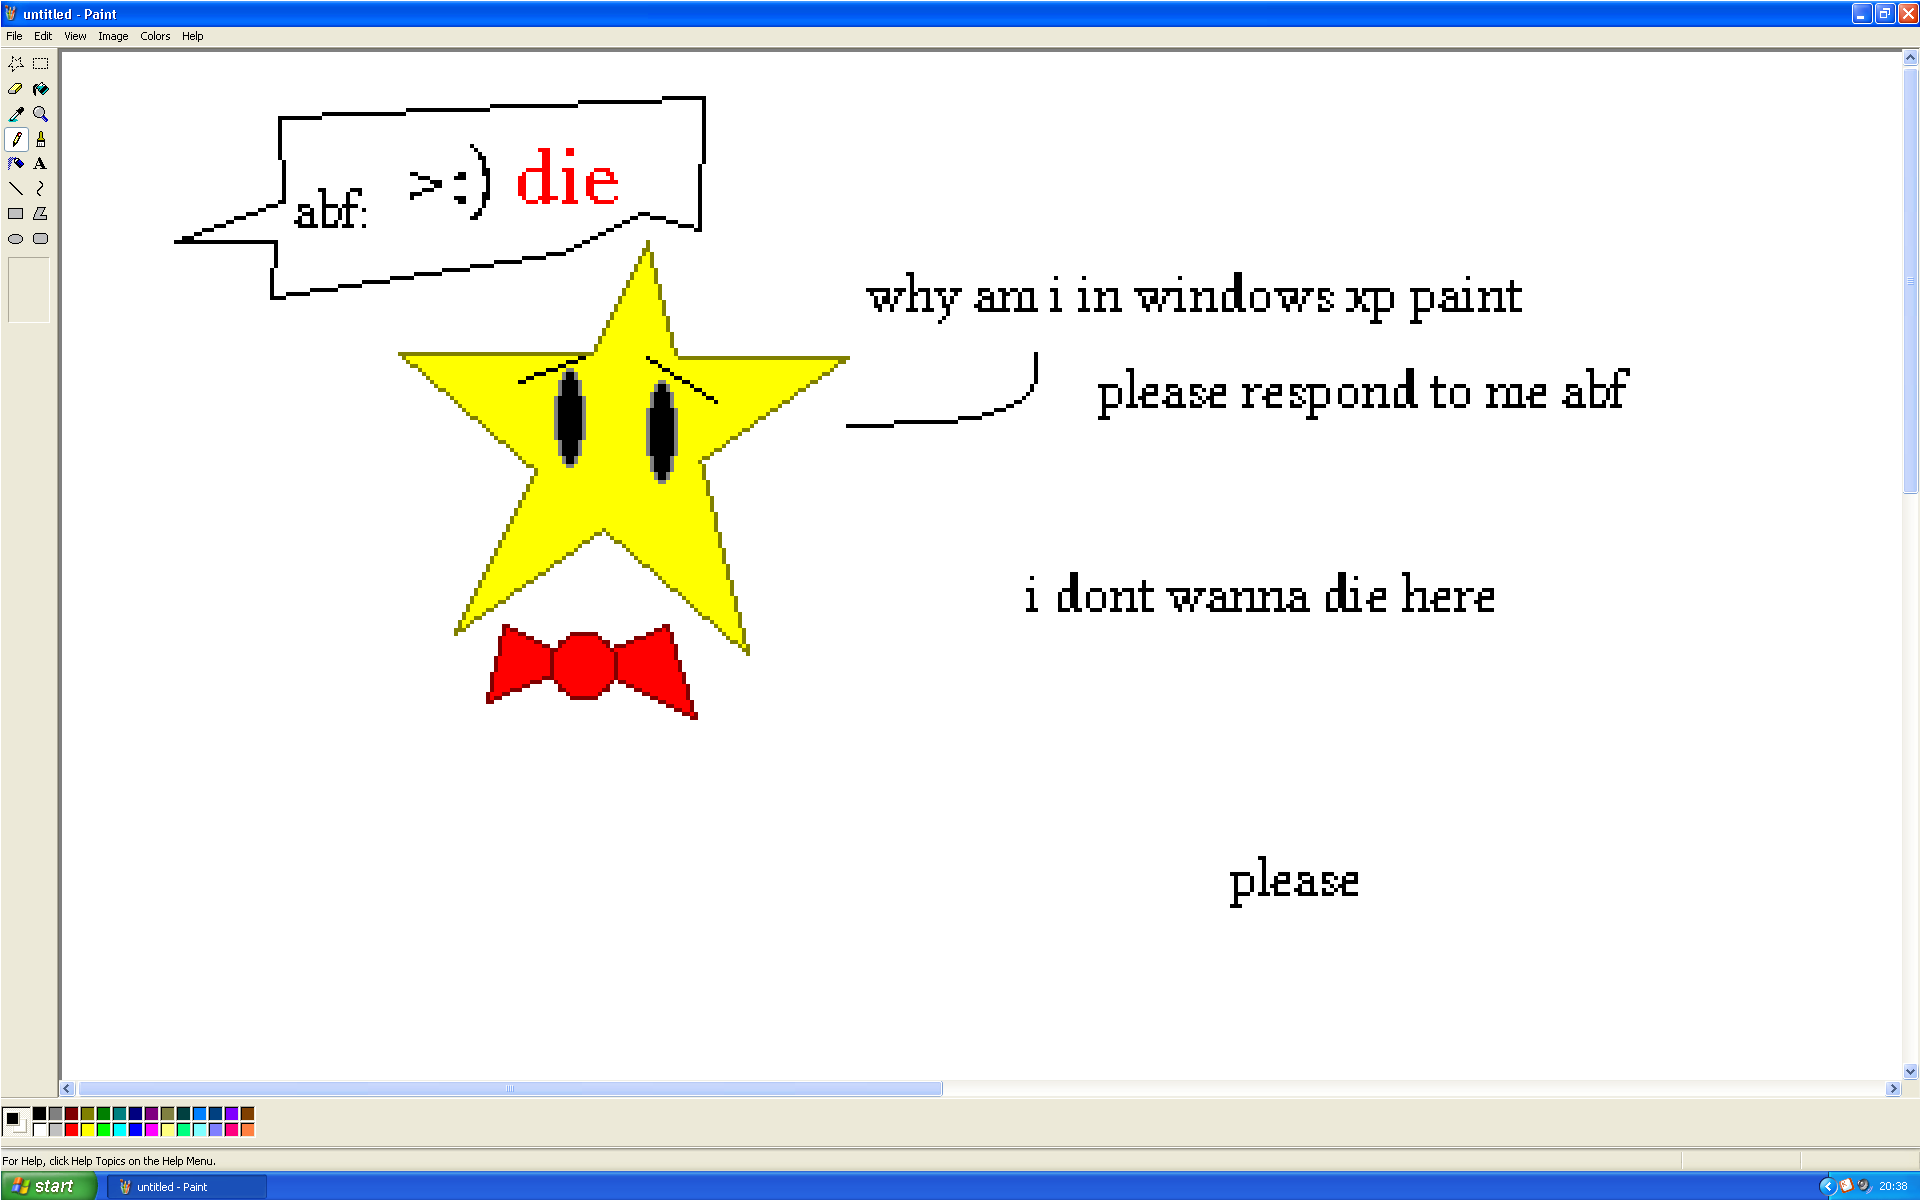 untitled - Paint
File Edit View Image Colors Help
abf: >:) die
why am i in windows xp paint
please respond to me abf
i dont wanna die here
please
For Help, click Help Topics on the Help Menu.
start untitled - Paint 20:38